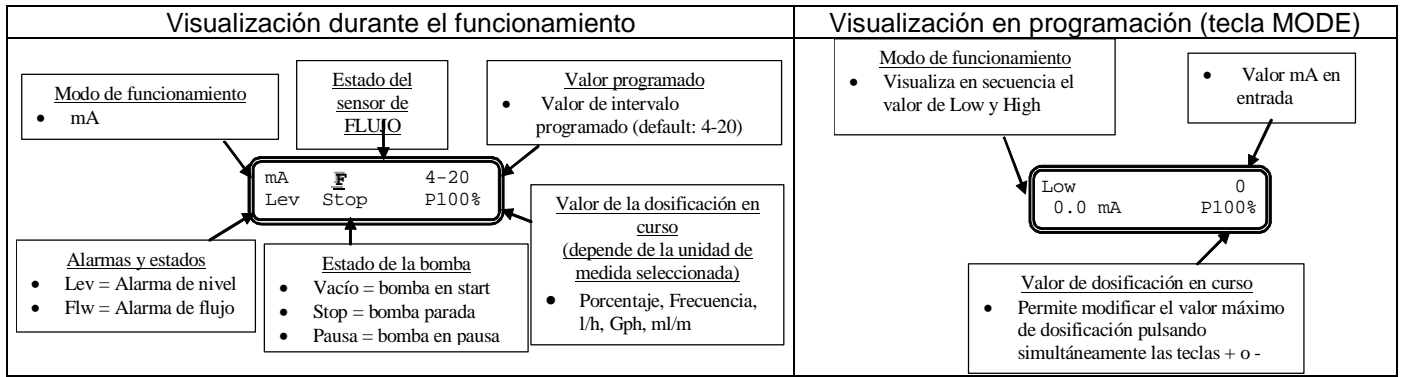 Visualización durante el funcionamiento
Visualización en programación (tecla MODE)
Modo de funcionamiento
• mA
Estado del
sensor de
FLUJO
Valor programado
• Valor de intervalo
programado (default: 4-20)
mA F 4-20
Lev Stop P100%
Alarmas y estados
• Lev = Alarma de nivel
• Flw = Alarma de flujo
Estado de la bomba
• Vacío = bomba en start
• Stop = bomba parada
• Pausa = bomba en pausa
Valor de la dosificación en
curso
(depende de la unidad de
medida seleccionada)
• Porcentaje, Frecuencia,
l/h, Gph, ml/m
Modo de funcionamiento
• Visualiza en secuencia el
valor de Low y High
• Valor mA en
entrada
Low 0
0.0 mA P100%
Valor de dosificación en curso
• Permite modificar el valor máximo
de dosificación pulsando
simultáneamente las teclas + o -